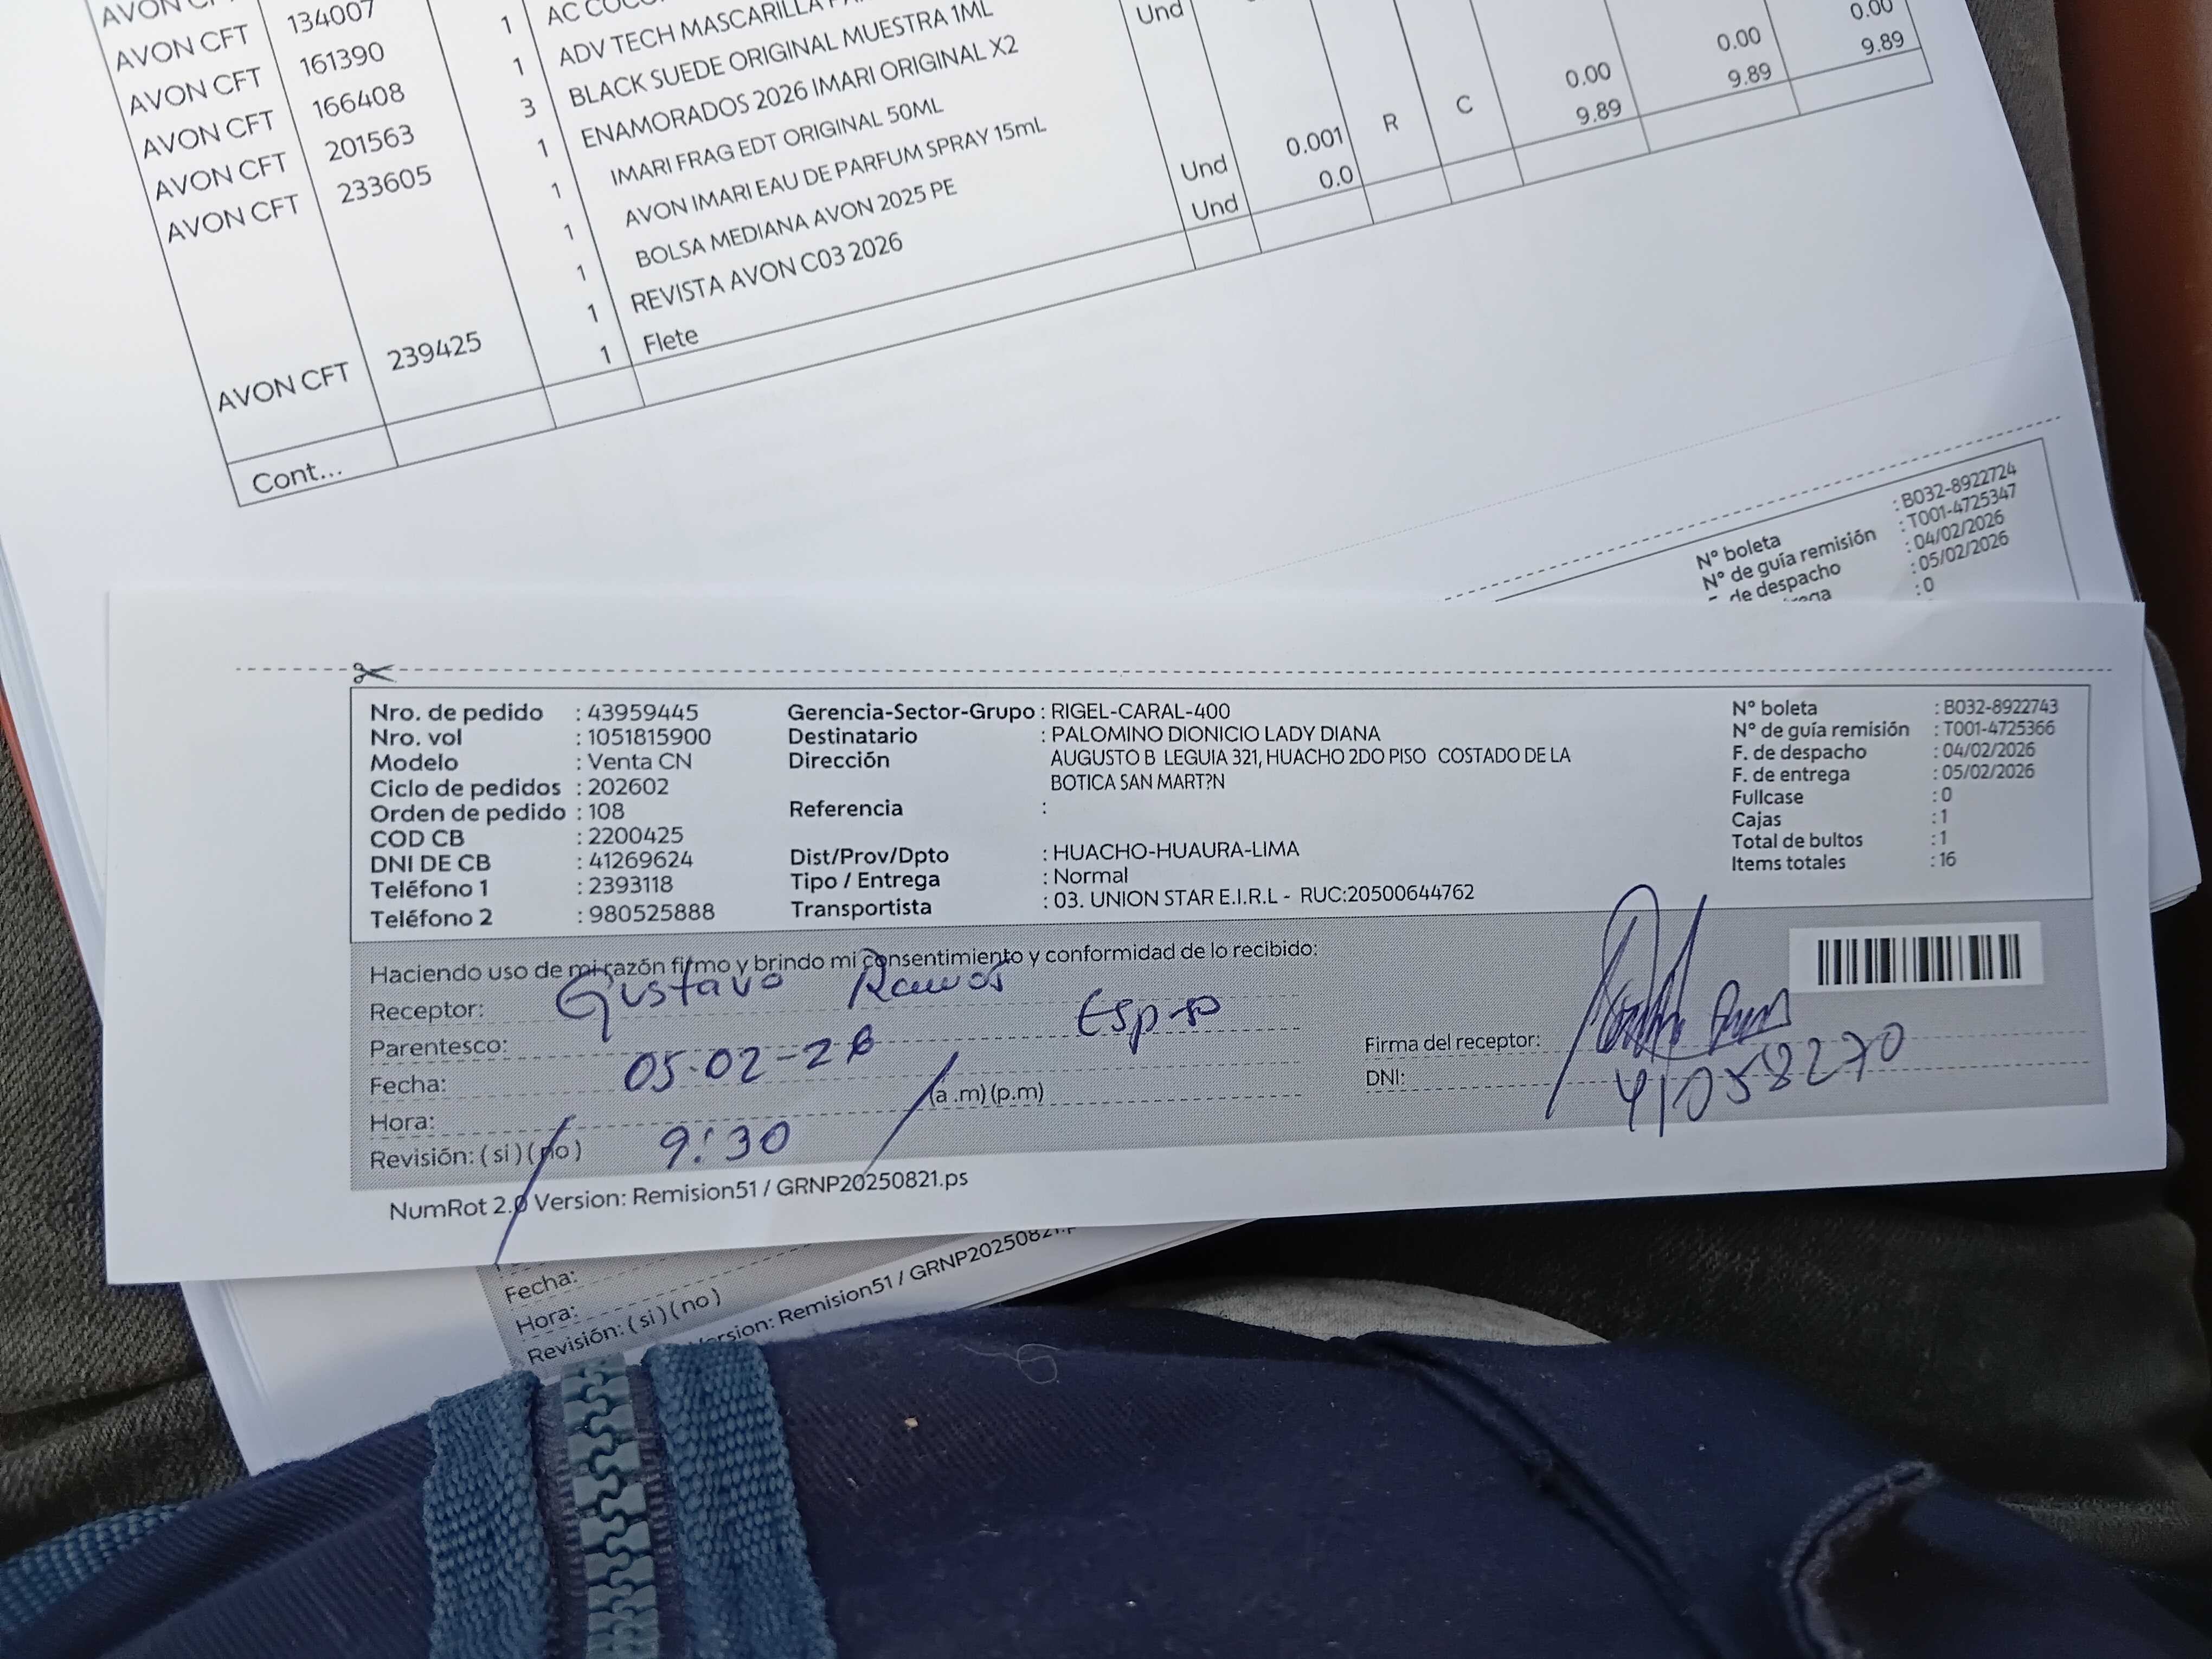 AVON
AVON CFT 134007 1 AC
AVON CFT 161390 1 ADV TECH MASCARILLA
AVON CFT 166408 3 BLACK SUEDE ORIGINAL MUESTRA 1ML Und
AVON CFT 201563 1 ENAMORADOS 2026 IMARI ORIGINAL X2
AVON CFT 233605 1 IMARI FRAG EDT ORIGINAL 50ML
1 AVON IMARI EAU DE PARFUM SPRAY 15mL
1 BOLSA MEDIANA AVON 2025 PE
AVON CFT 239425 1 REVISTA AVON C03 2026 Und 0.001 R C 0.00 0.00 0.00
1 Flete Und 0.0 9.89 9.89 9.89
Cont...
N° boleta : B032-8922724
N° de guía remisión : T001-4725347
de despacho : 04/02/2026
: 05/02/2026
: 0
Nro. de pedido : 43959445 Gerencia-Sector-Grupo : RIGEL-CARAL-400 N° boleta : B032-8922743
Nro. vol : 1051815900 Destinatario : PALOMINO DIONICIO LADY DIANA N° de guía remisión : T001-4725366
Modelo : Venta CN Dirección AUGUSTO B LEGUIA 321, HUACHO 2DO PISO COSTADO DE LA F. de despacho : 04/02/2026
Ciclo de pedidos : 202602 BOTICA SAN MART?N F. de entrega : 05/02/2026
Orden de pedido : 108 Referencia : Fullcase : 0
COD CB : 2200425 Cajas : 1
DNI DE CB : 41269624 Dist/Prov/Dpto : HUACHO-HUAURA-LIMA Total de bultos : 1
Teléfono 1 : 2393118 Tipo / Entrega : Normal Items totales : 16
Teléfono 2 : 980525888 Transportista : 03. UNION STAR E.I.R.L - RUC:20500644762
Haciendo uso de mi razón firmo y brindo mi consentimiento y conformidad de lo recibido:
Receptor: Gustavo Ramos
Parentesco: Esp
Fecha: 05-02-26 Firma del receptor:
Hora: 9:30 (a .m) (p.m) DNI: 41058270
Revisión: ( si ) ( no )
NumRot 2.0 Version: Remision51 / GRNP20250821.ps
Fecha:
Hora:
Revisión: ( si ) ( no )
Version: Remision51 / GRNP20250821.p